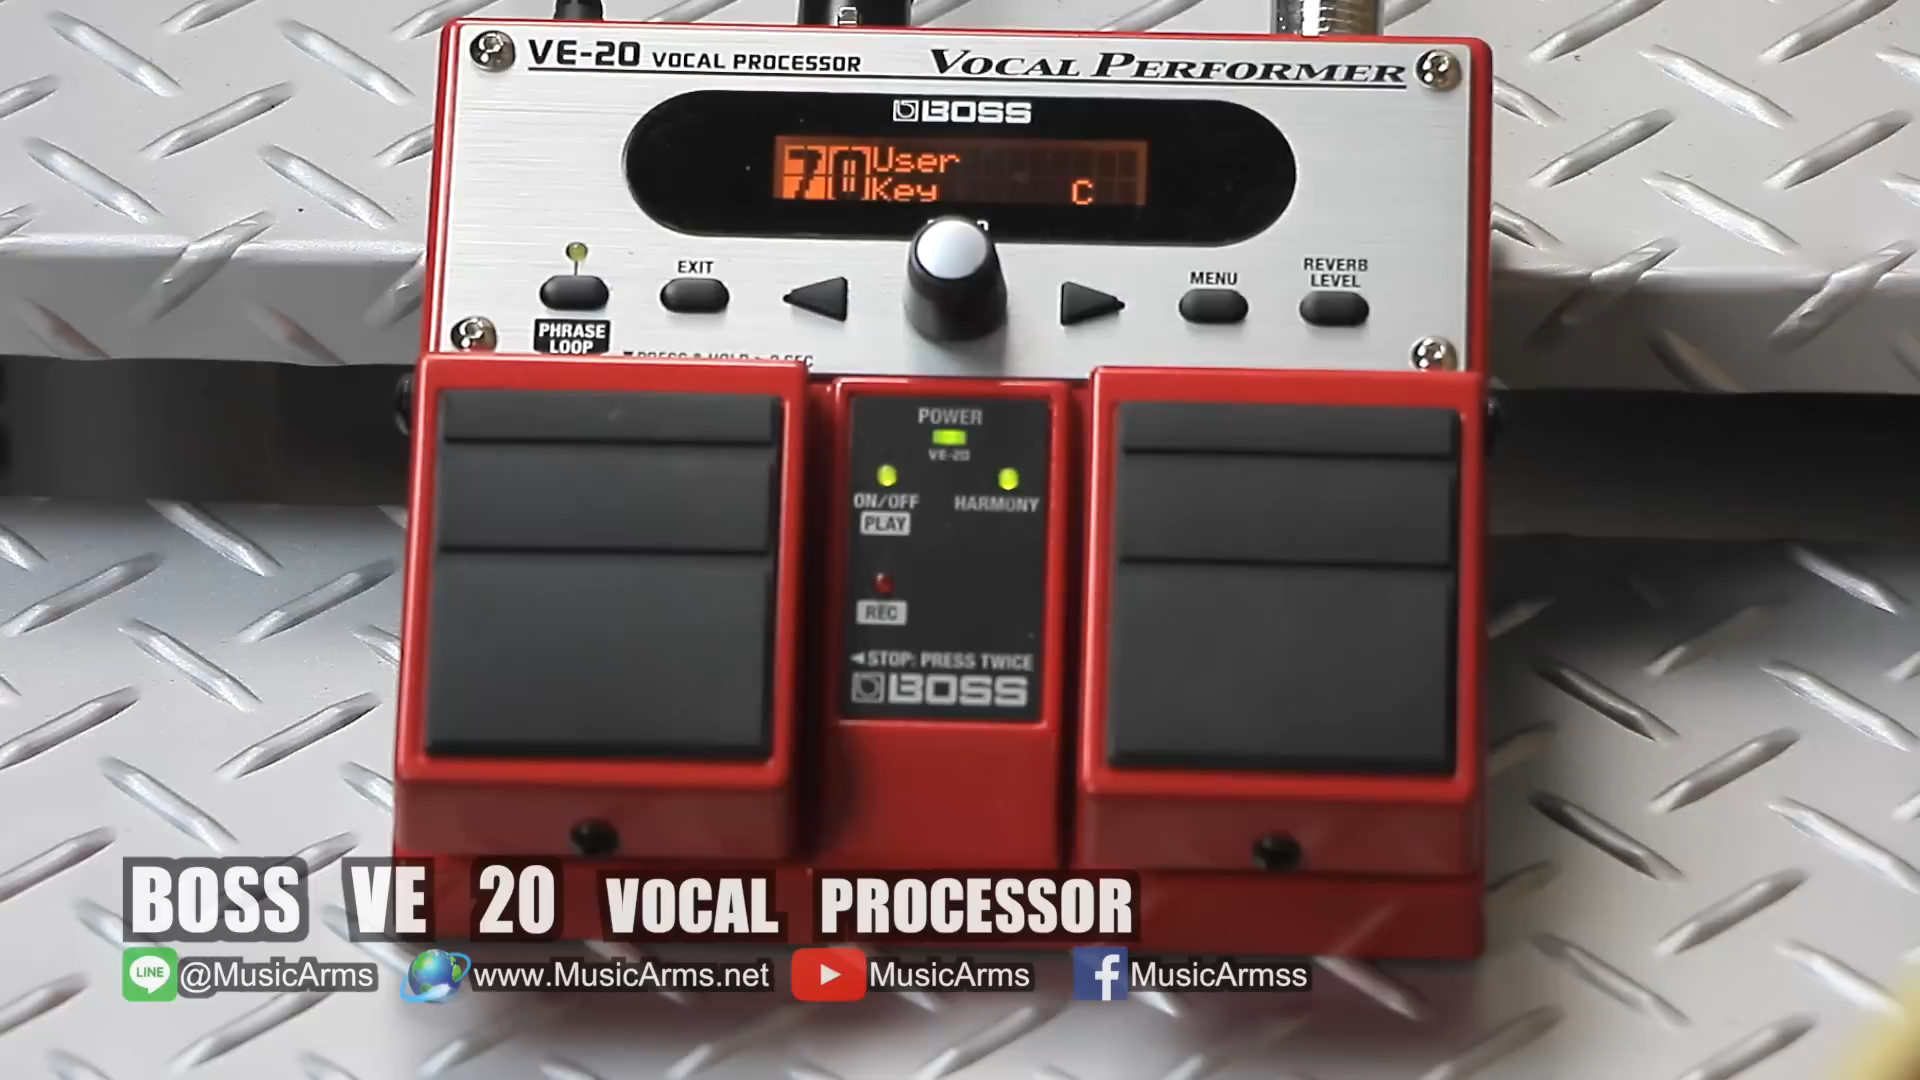 VE-20 VOCAL PROCESSOR
VOCAL PERFORMER
BOSS
User
Key C
EXIT
MENU
REVERB
LEVEL
PHRASE
LOOP
POWER
VE-20
ON/OFF
HARMONY
PLAY
REC
◄STOP: PRESS TWICE
BOSS
BOSS VE 20 VOCAL PROCESSOR
LINE @MusicArms www.MusicArms.net MusicArms f MusicArmss